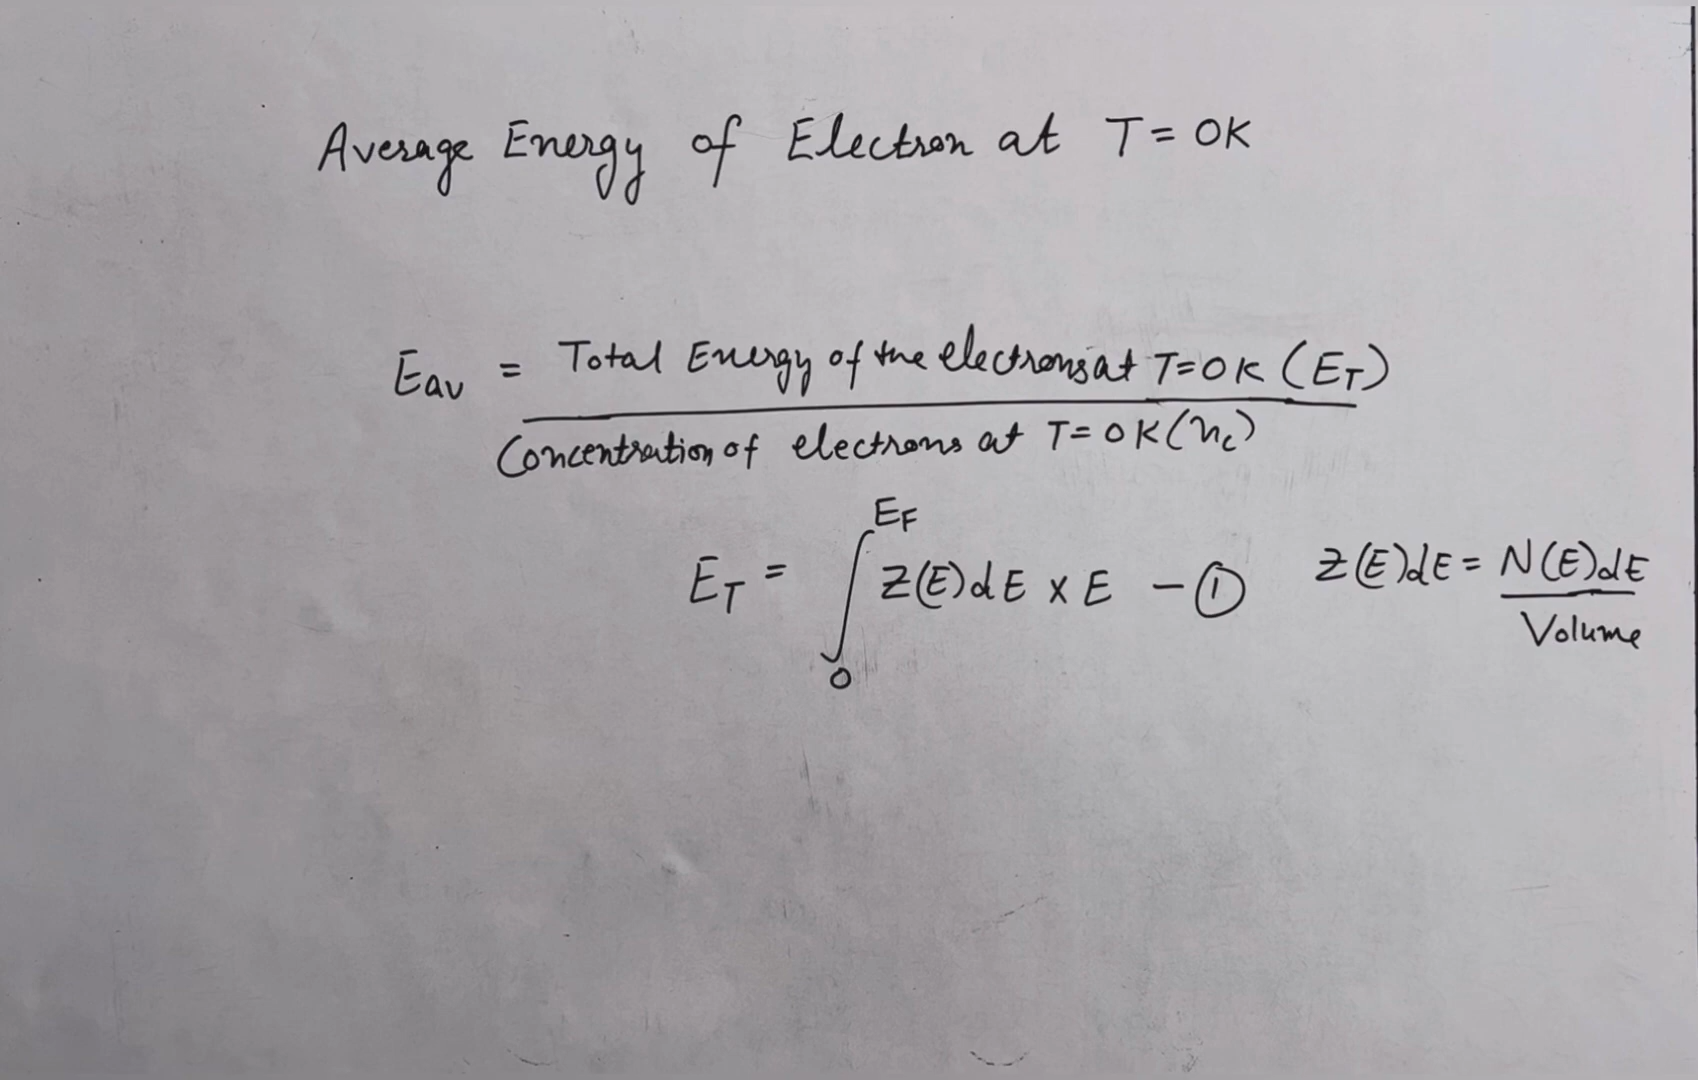 Average Energy of Electron at T = 0K
Eav = Total Energy of the electrons at T=0K (ET)
Concentration of electrons at T=0K (nc)
EF
ET = ∫ Z(E)dE x E - ① Z(E)dE = N(E)dE
Volume
0